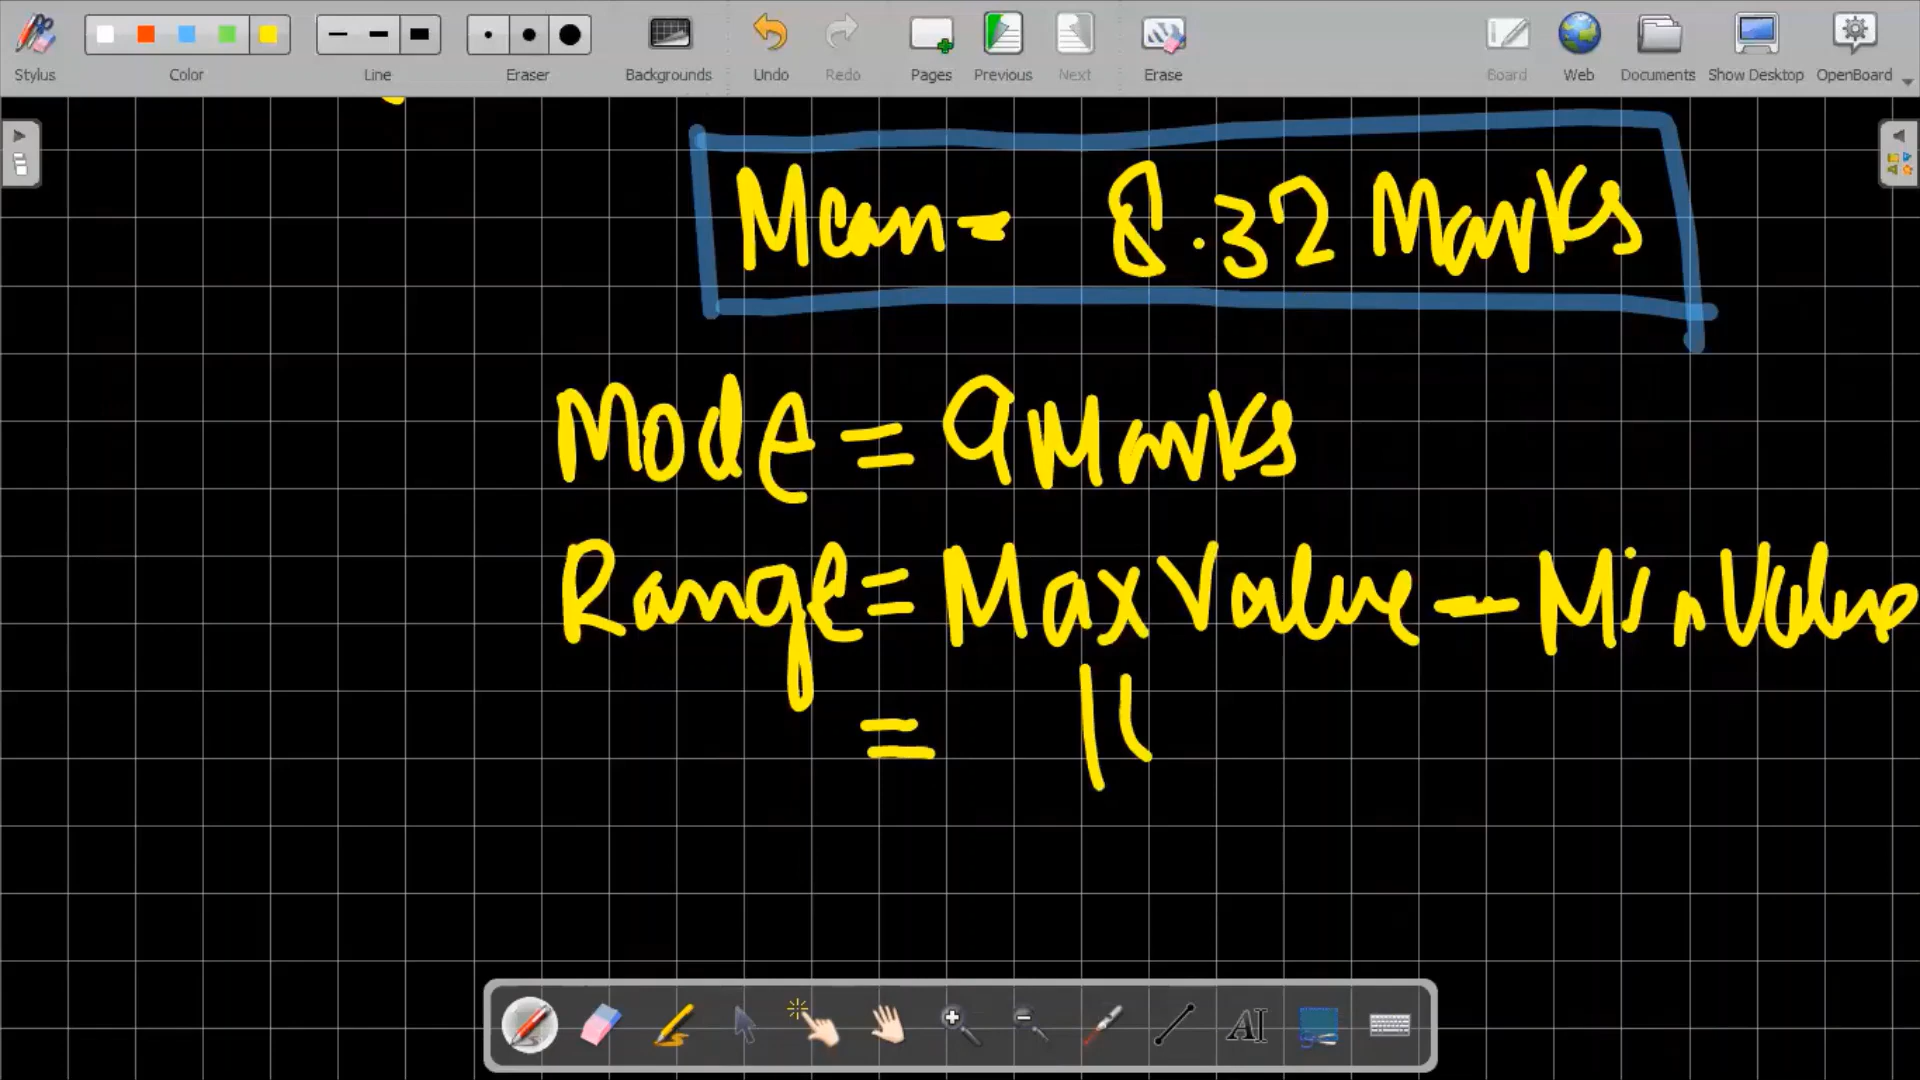 Stylus Color Line Eraser Backgrounds Undo Redo Pages Previous Next Erase Board Web Documents Show Desktop OpenBoard
Mean = 8.32 Marks
Mode = 9 Marks
Range = Max Value - Min Value
=